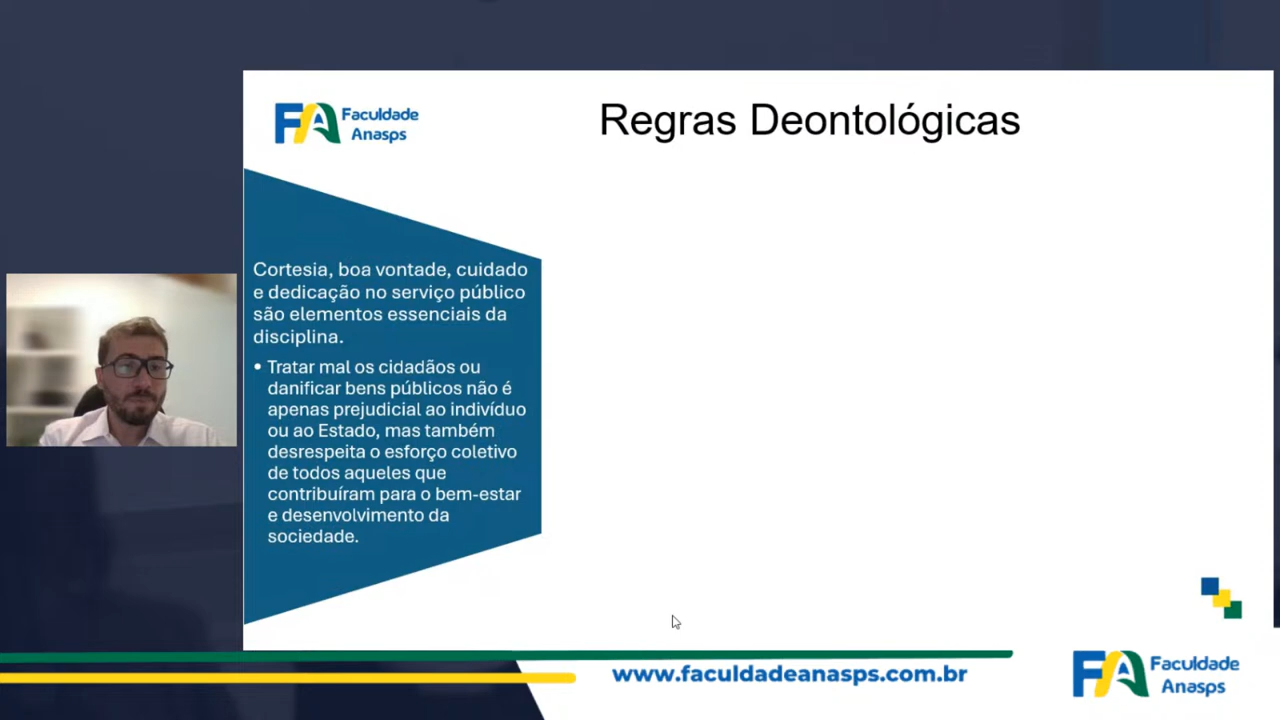 Faculdade
Anasps
Regras Deontológicas
Cortesia, boa vontade, cuidado
e dedicação no serviço público
são elementos essenciais da
disciplina.
• Tratar mal os cidadãos ou
danificar bens públicos não é
apenas prejudicial ao indivíduo
ou ao Estado, mas também
desrespeita o esforço coletivo
de todos aqueles que
contribuíram para o bem-estar
e desenvolvimento da
sociedade.
www.faculdadeanasps.com.br
Faculdade
Anasps